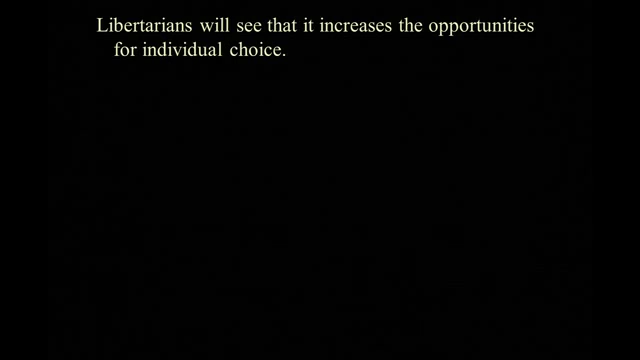 Libertarians will see that it increases the opportunities
for individual choice.